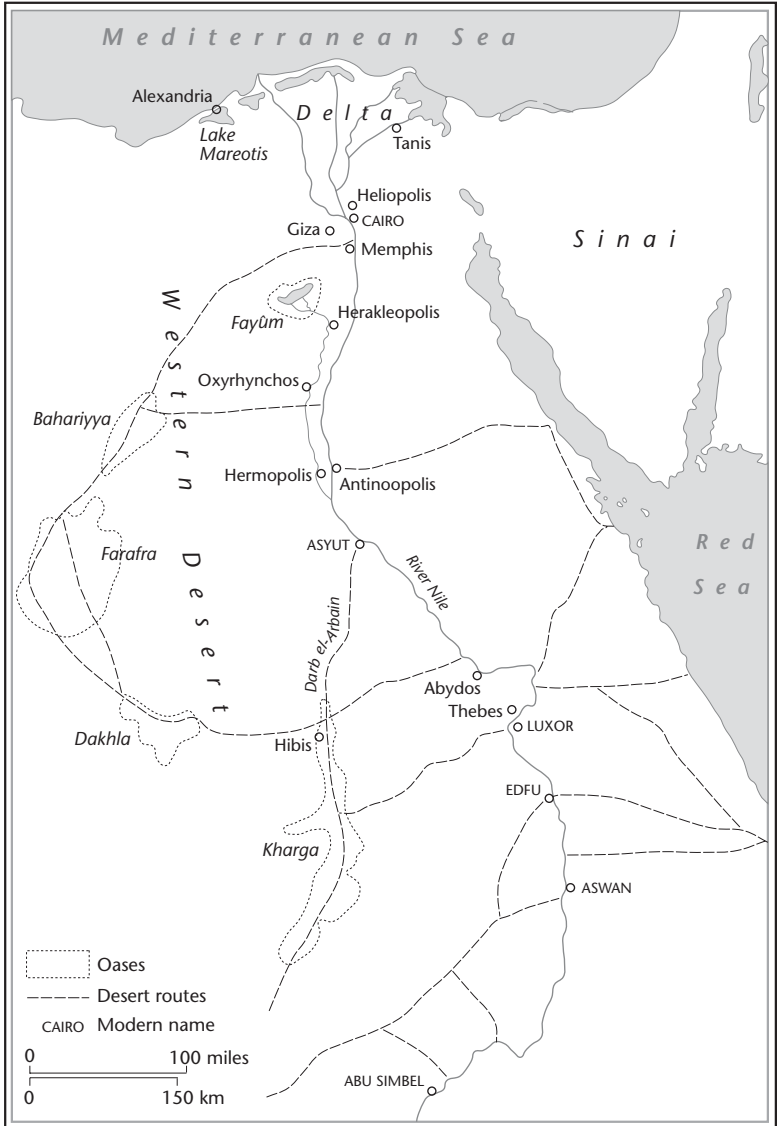 Mediterranean Sea
Alexandria
Delta
Lake
Mareotis
Tanis
Heliopolis
CAIRO
Giza
Sinai
Memphis
Western Desert
Fayûm
Herakleopolis
Oxyrhynchos
Bahariyya
Hermopolis
Antinoopolis
ASYUT
Farafra
River Nile
Red
Sea
Darb el-Arbain
Abydos
Thebes
LUXOR
Dakhla
Hibis
EDFU
Kharga
ASWAN
Oases
Desert routes
CAIRO Modern name
0 100 miles
0 150 km
ABU SIMBEL